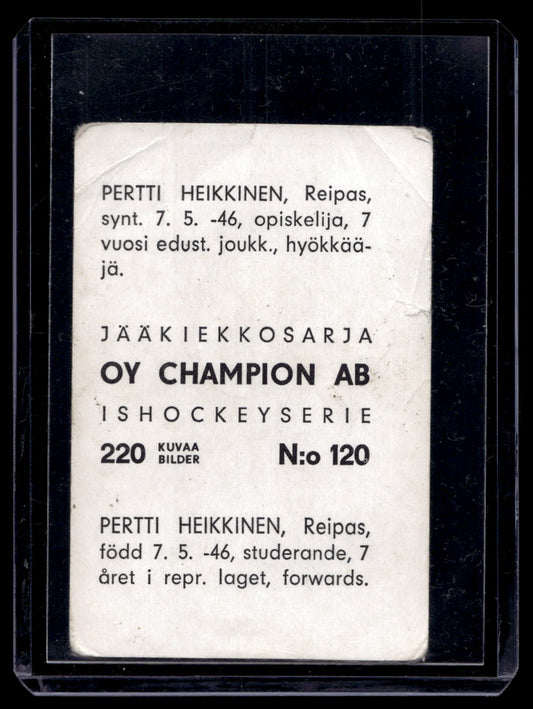 PERTTI HEIKKINEN, Reipas,
synt. 7. 5. -46, opiskelija, 7
vuosi edust. joukk., hyökkää-
jä.
JÄÄKIEKKOSARJA
OY CHAMPION AB
ISHOCKEYSERIE
220 KUVAA BILDER N:o 120
PERTTI HEIKKINEN, Reipas,
född 7. 5. -46, studerande, 7
året i repr. laget, forwards.